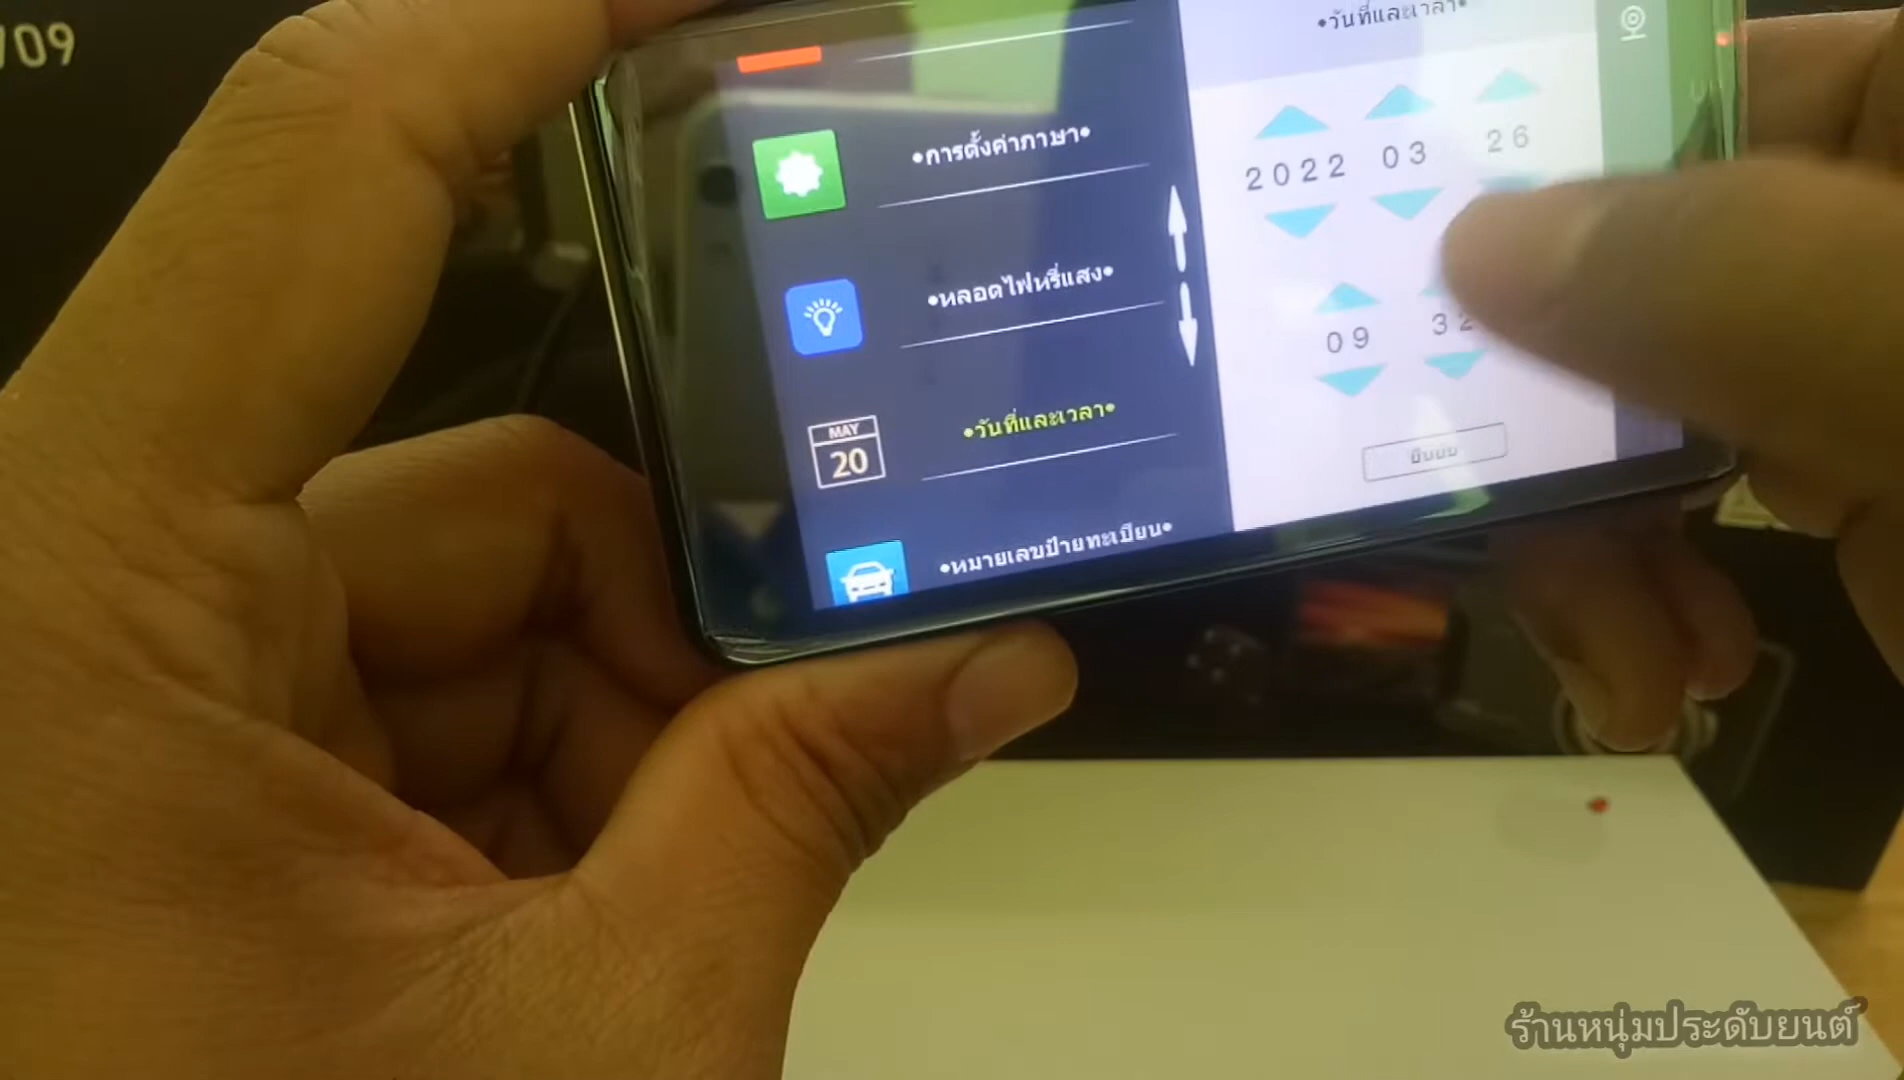 •วันที่และเวลา•
•การตั้งค่าภาษา•
2022 03 26
•หลอดไฟหรี่แสง•
09 32
•วันที่และเวลา•
MAY
20
ยืนยัน
•หมายเลขป้ายทะเบียน•
ร้านหนุ่มประดับยนต์